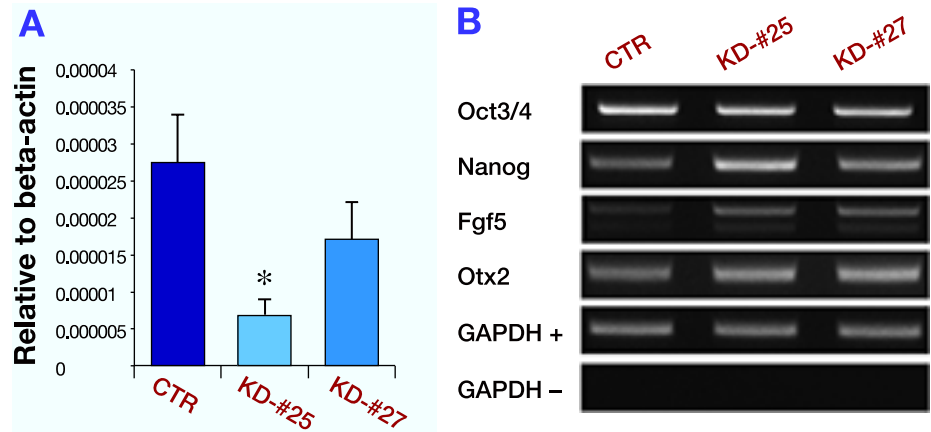 A
Relative to beta-actin
0.00004
0.000035
0.00003
0.000025
0.00002
0.000015
0.00001
0.000005
0
*
CTR
KD-#25
KD-#27
B
CTR
KD-#25
KD-#27
Oct3/4
Nanog
Fgf5
Otx2
GAPDH +
GAPDH –